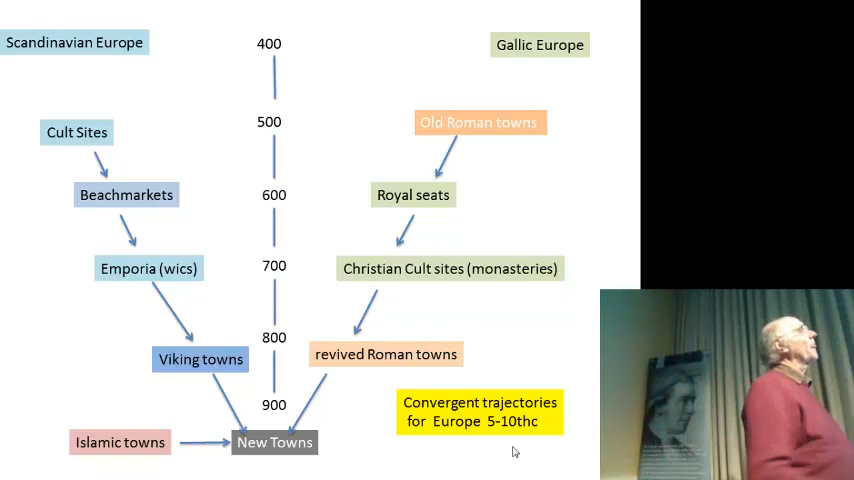 Scandinavian Europe
400
Gallic Europe
500
Old Roman towns
Cult Sites
Beachmarkets
600
Royal seats
Emporia (wics)
700
Christian Cult sites (monasteries)
800
Viking towns
revived Roman towns
900
Convergent trajectories
for Europe 5-10thc
Islamic towns
New Towns